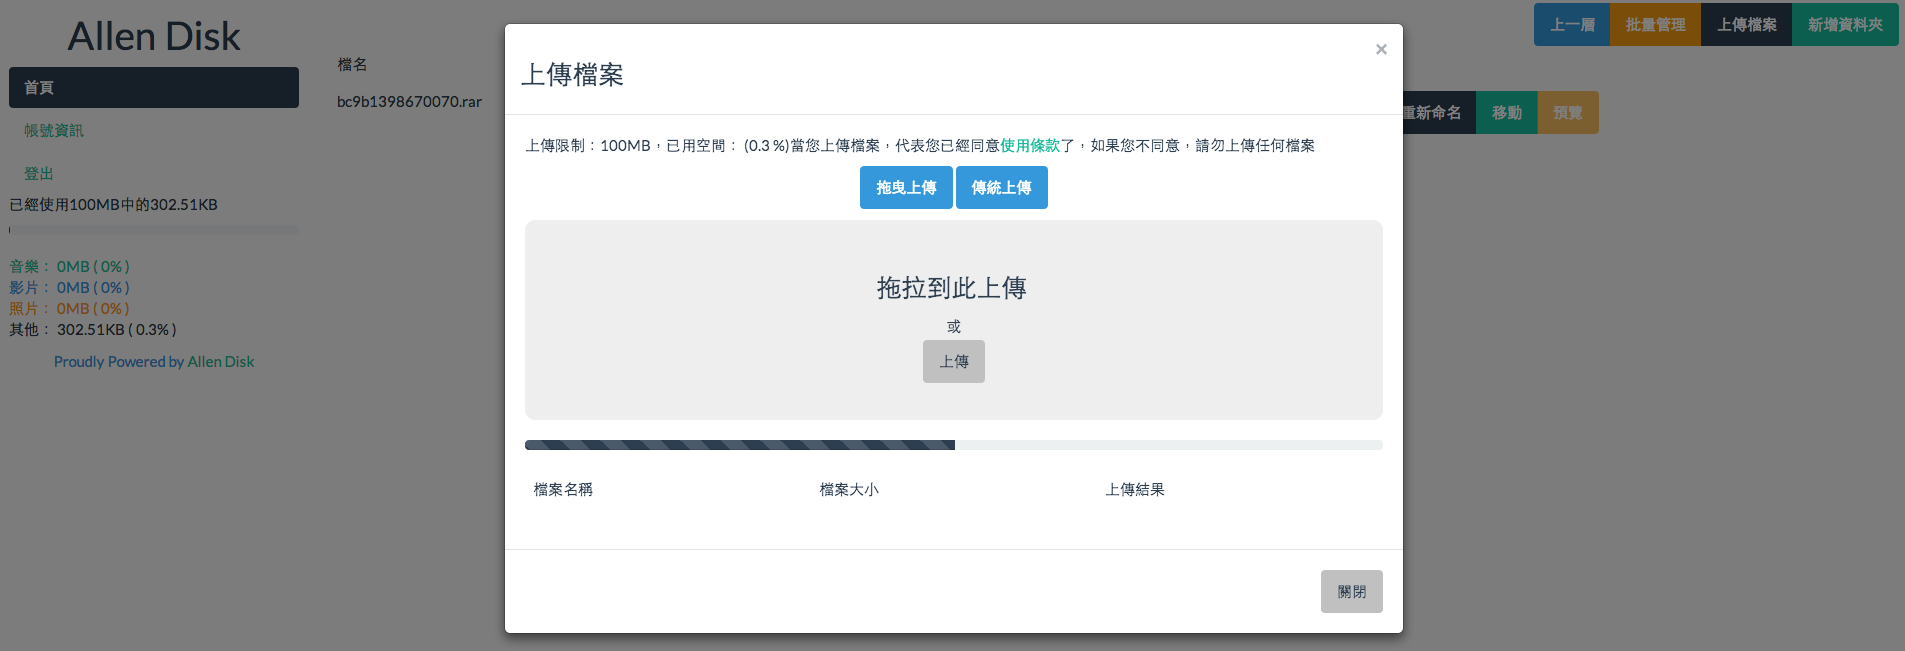 Allen Disk
首頁
帳號資訊
登出
已經使用100MB中的302.51KB
音樂： 0MB ( 0% )
影片： 0MB ( 0% )
照片： 0MB ( 0% )
其他： 302.51KB ( 0.3% )
Proudly Powered by Allen Disk
檔名
bc9b1398670070.rar
上一層 批量管理 上傳檔案 新增資料夾
重新命名 移動 預覽
×
上傳檔案
上傳限制：100MB，已用空間： (0.3 %)當您上傳檔案，代表您已經同意使用條款了，如果您不同意，請勿上傳任何檔案
拖曳上傳 傳統上傳
拖拉到此上傳
或
上傳
檔案名稱 檔案大小 上傳結果
關閉